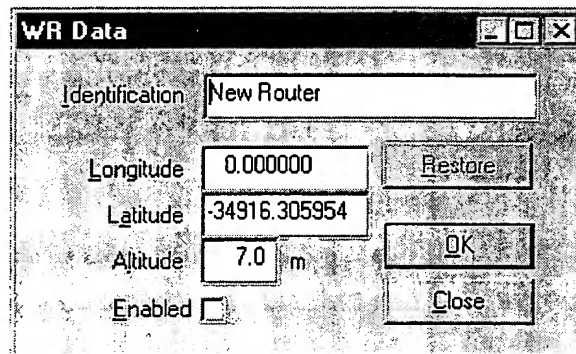 WR Data
Identification New Router
Longitude 0.000000 Restore
Latitude -34916.305954
Altitude 7.0 m OK
Enabled Close